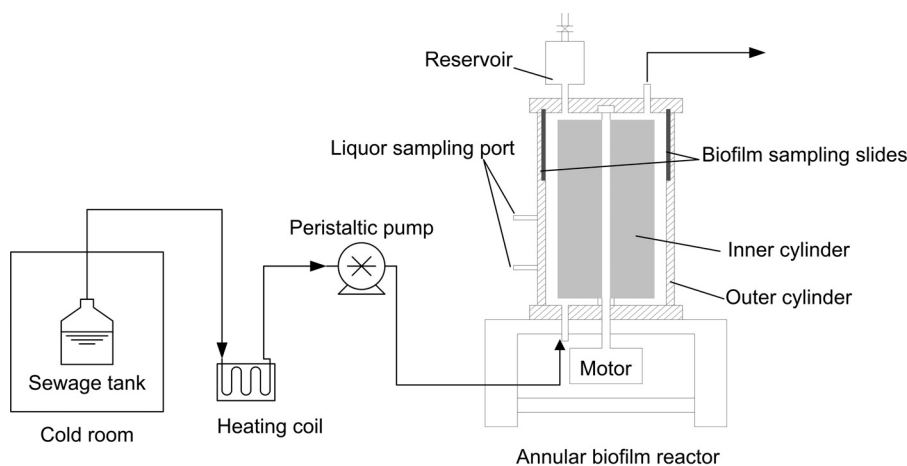 Reservoir
Liquor sampling port
Biofilm sampling slides
Peristaltic pump
Inner cylinder
Outer cylinder
Sewage tank
Motor
Heating coil
Cold room
Annular biofilm reactor